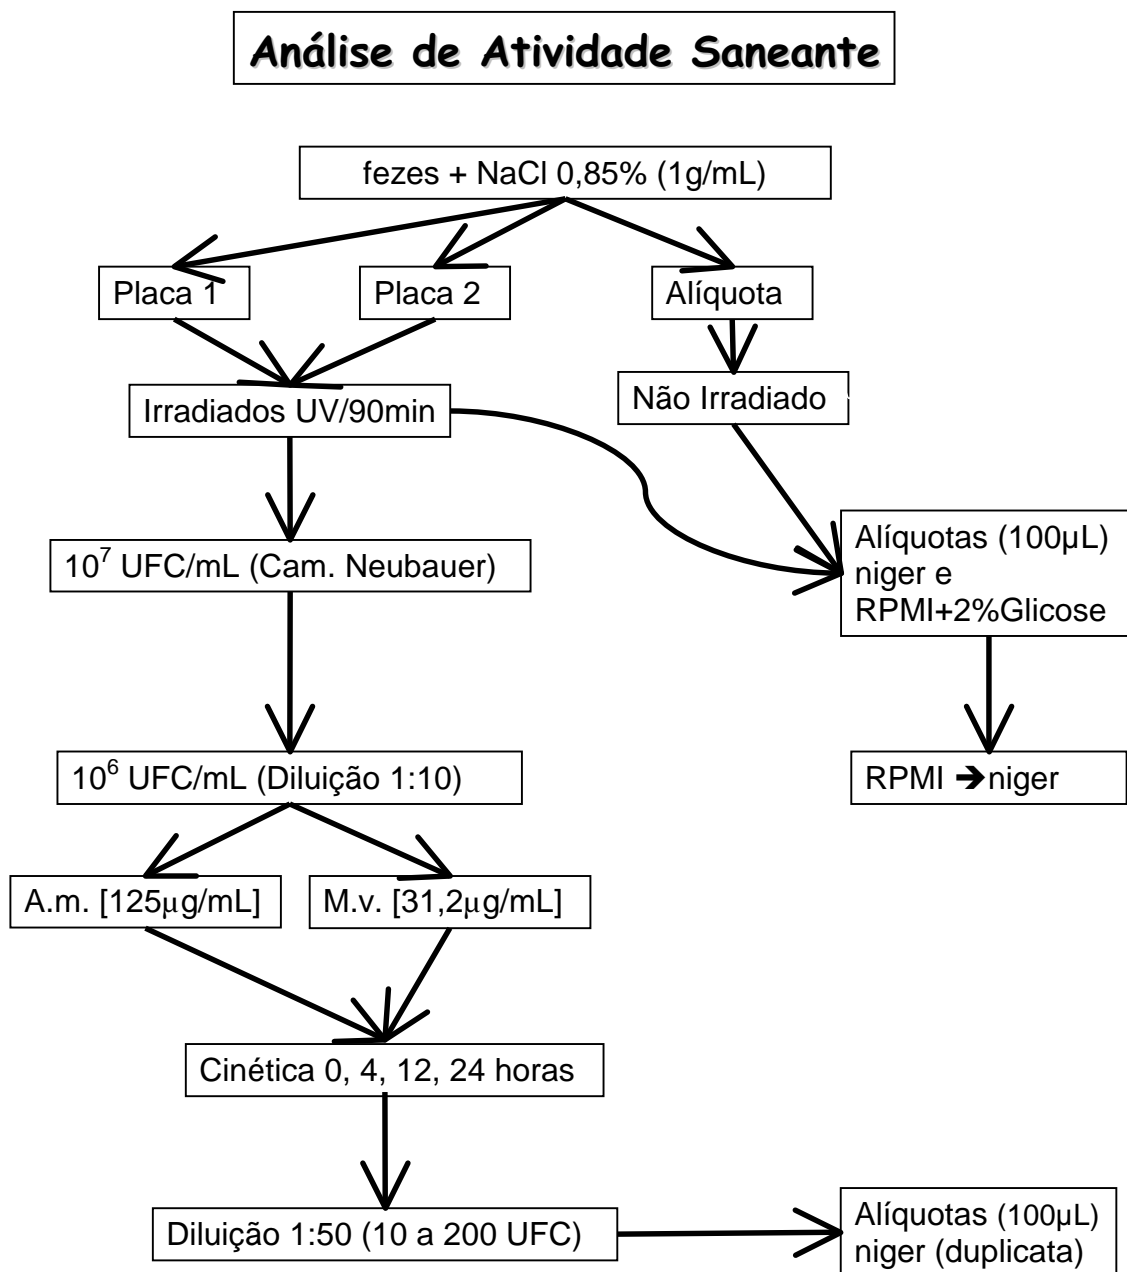 Análise de Atividade Saneante
fezes + NaCl 0,85% (1g/mL)
Placa 1
Placa 2
Alíquota
Irradiados UV/90min
Não Irradiado
10⁷ UFC/mL (Cam. Neubauer)
Alíquotas (100µL)
niger e
RPMI+2%Glicose
10⁶ UFC/mL (Diluição 1:10)
RPMI ➔niger
A.m. [125µg/mL]
M.v. [31,2µg/mL]
Cinética 0, 4, 12, 24 horas
Diluição 1:50 (10 a 200 UFC)
Alíquotas (100µL)
niger (duplicata)